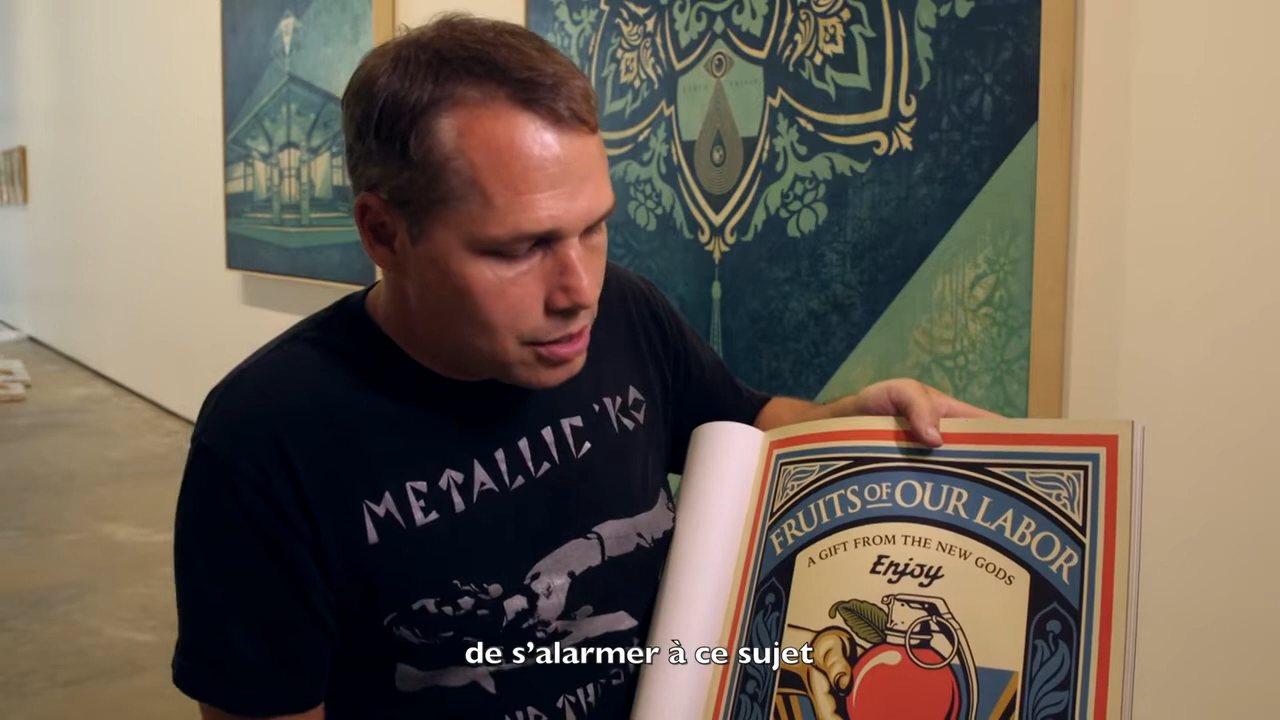 METALLIC 'KO
FRUITS OF OUR LABOR
A GIFT FROM THE NEW GODS
Enjoy
de s'alarmer à ce sujet